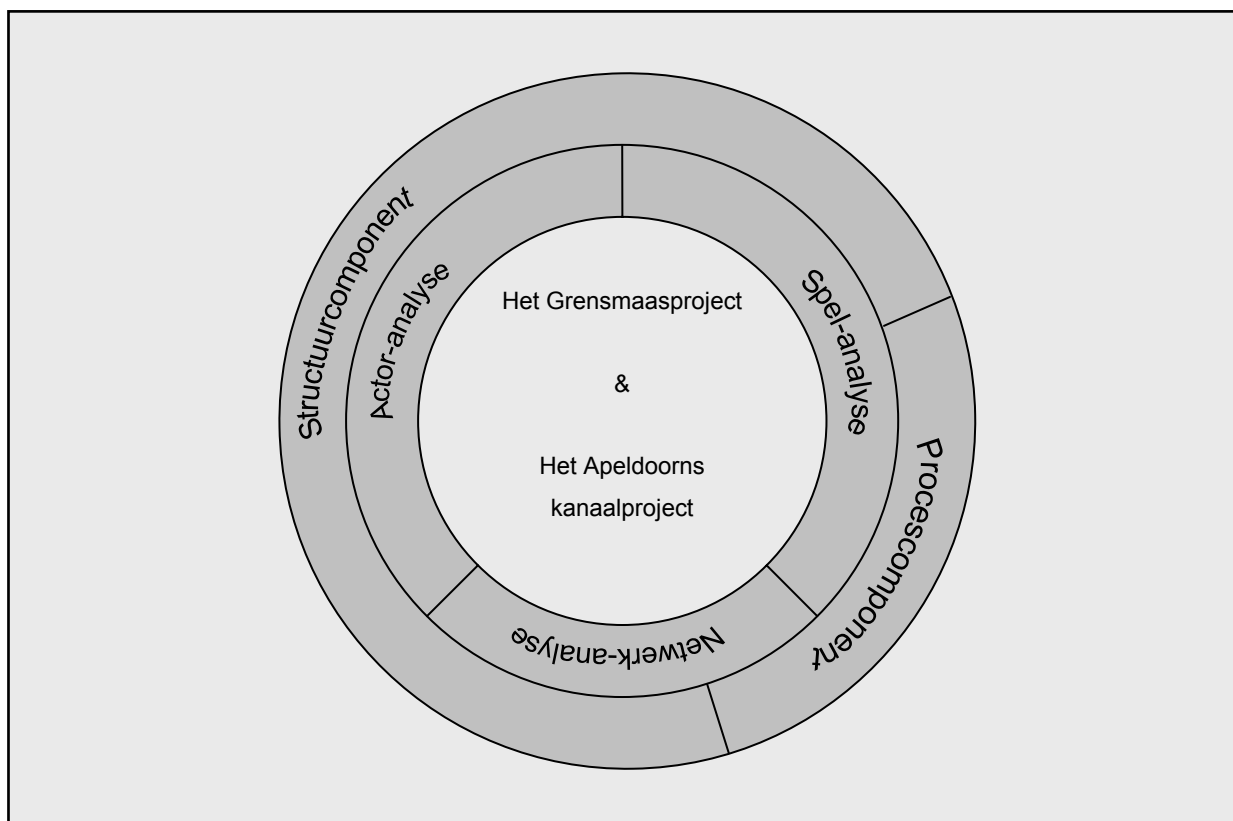 Structuurcomponent
Actor-analyse
Spel-analyse
Het Grensmaasproject
&
Het Apeldoorns
kanaalproject
Procescomponent
Netwerk-analyse